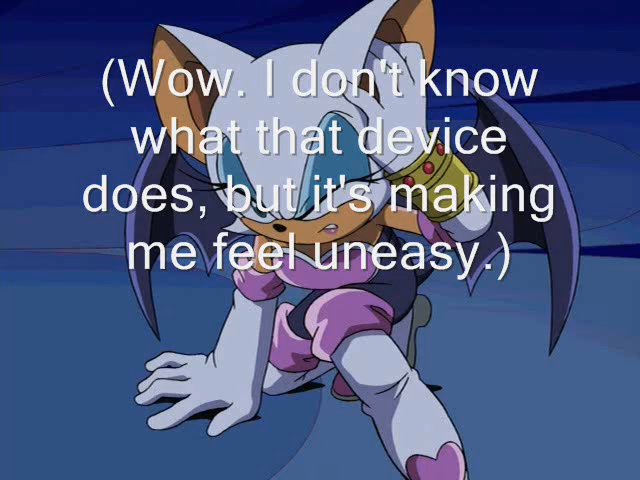 (Wow. I don't know
what that device
does, but it's making
me feel uneasy.)